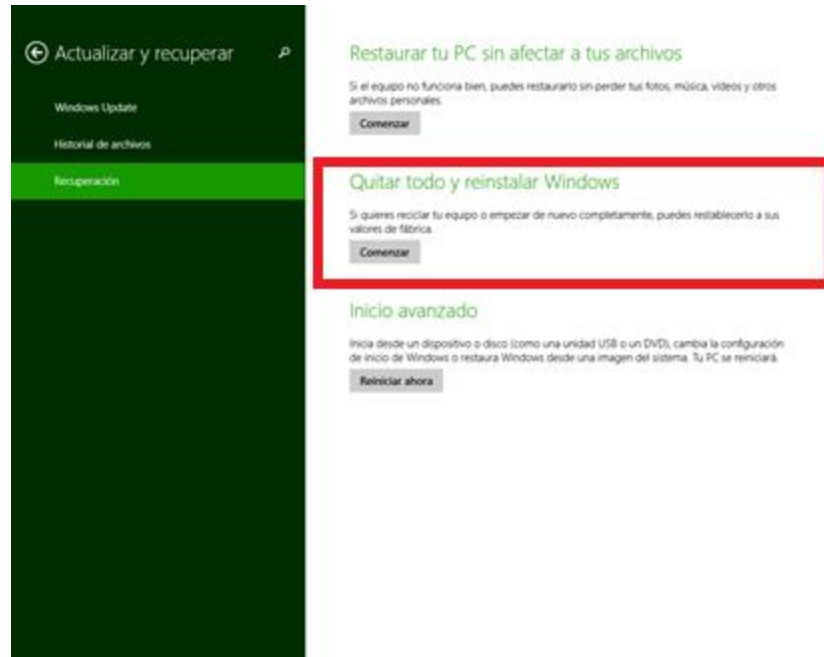 Actualizar y recuperar
Windows Update
Historial de archivos
Recuperación
Restaurar tu PC sin afectar a tus archivos
Si el equipo no funciona bien, puedes restaurarlo sin perder tus fotos, música, vídeos y otros
archivos personales.
Comenzar
Quitar todo y reinstalar Windows
Si quieres reciclar tu equipo o empezar de nuevo completamente, puedes restablecerlo a sus
valores de fábrica.
Comenzar
Inicio avanzado
Inicia desde un dispositivo o disco (como una unidad USB o un DVD), cambia la configuración
de inicio de Windows o restaura Windows desde una imagen del sistema. Tu PC se reiniciará.
Reiniciar ahora